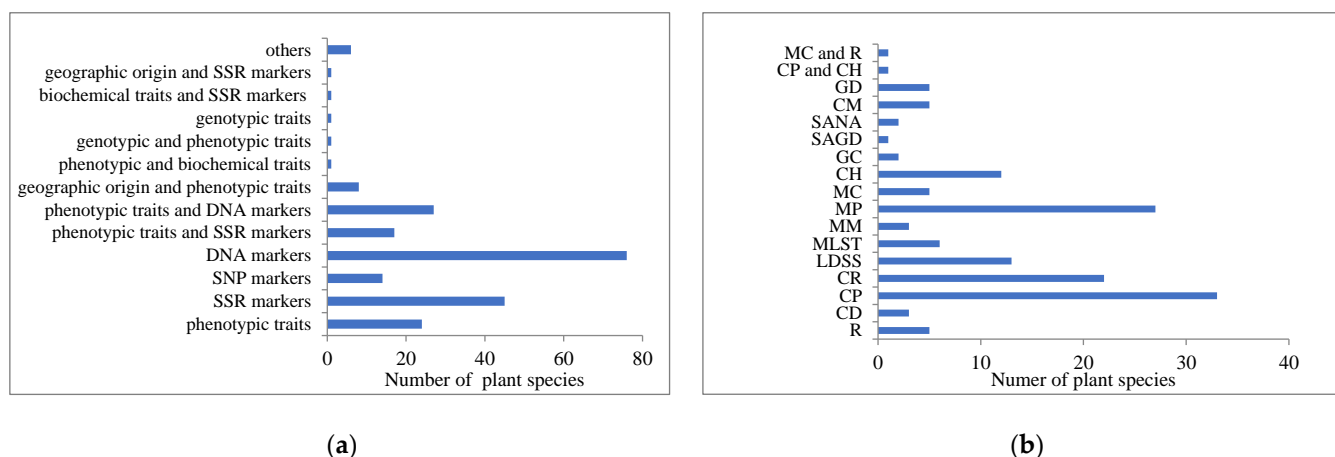 others
geographic origin and SSR markers
biochemical traits and SSR markers
genotypic traits
genotypic and phenotypic traits
phenotypic and biochemical traits
geographic origin and phenotypic traits
phenotypic traits and DNA markers
phenotypic traits and SSR markers
DNA markers
SNP markers
SSR markers
phenotypic traits
0 20 40 60 80
Number of plant species
(a)
MC and R
CP and CH
GD
CM
SANA
SAGD
GC
CH
MC
MP
MM
MLST
LDSS
CR
CP
CD
R
0 10 20 30 40
Numer of plant species
(b)